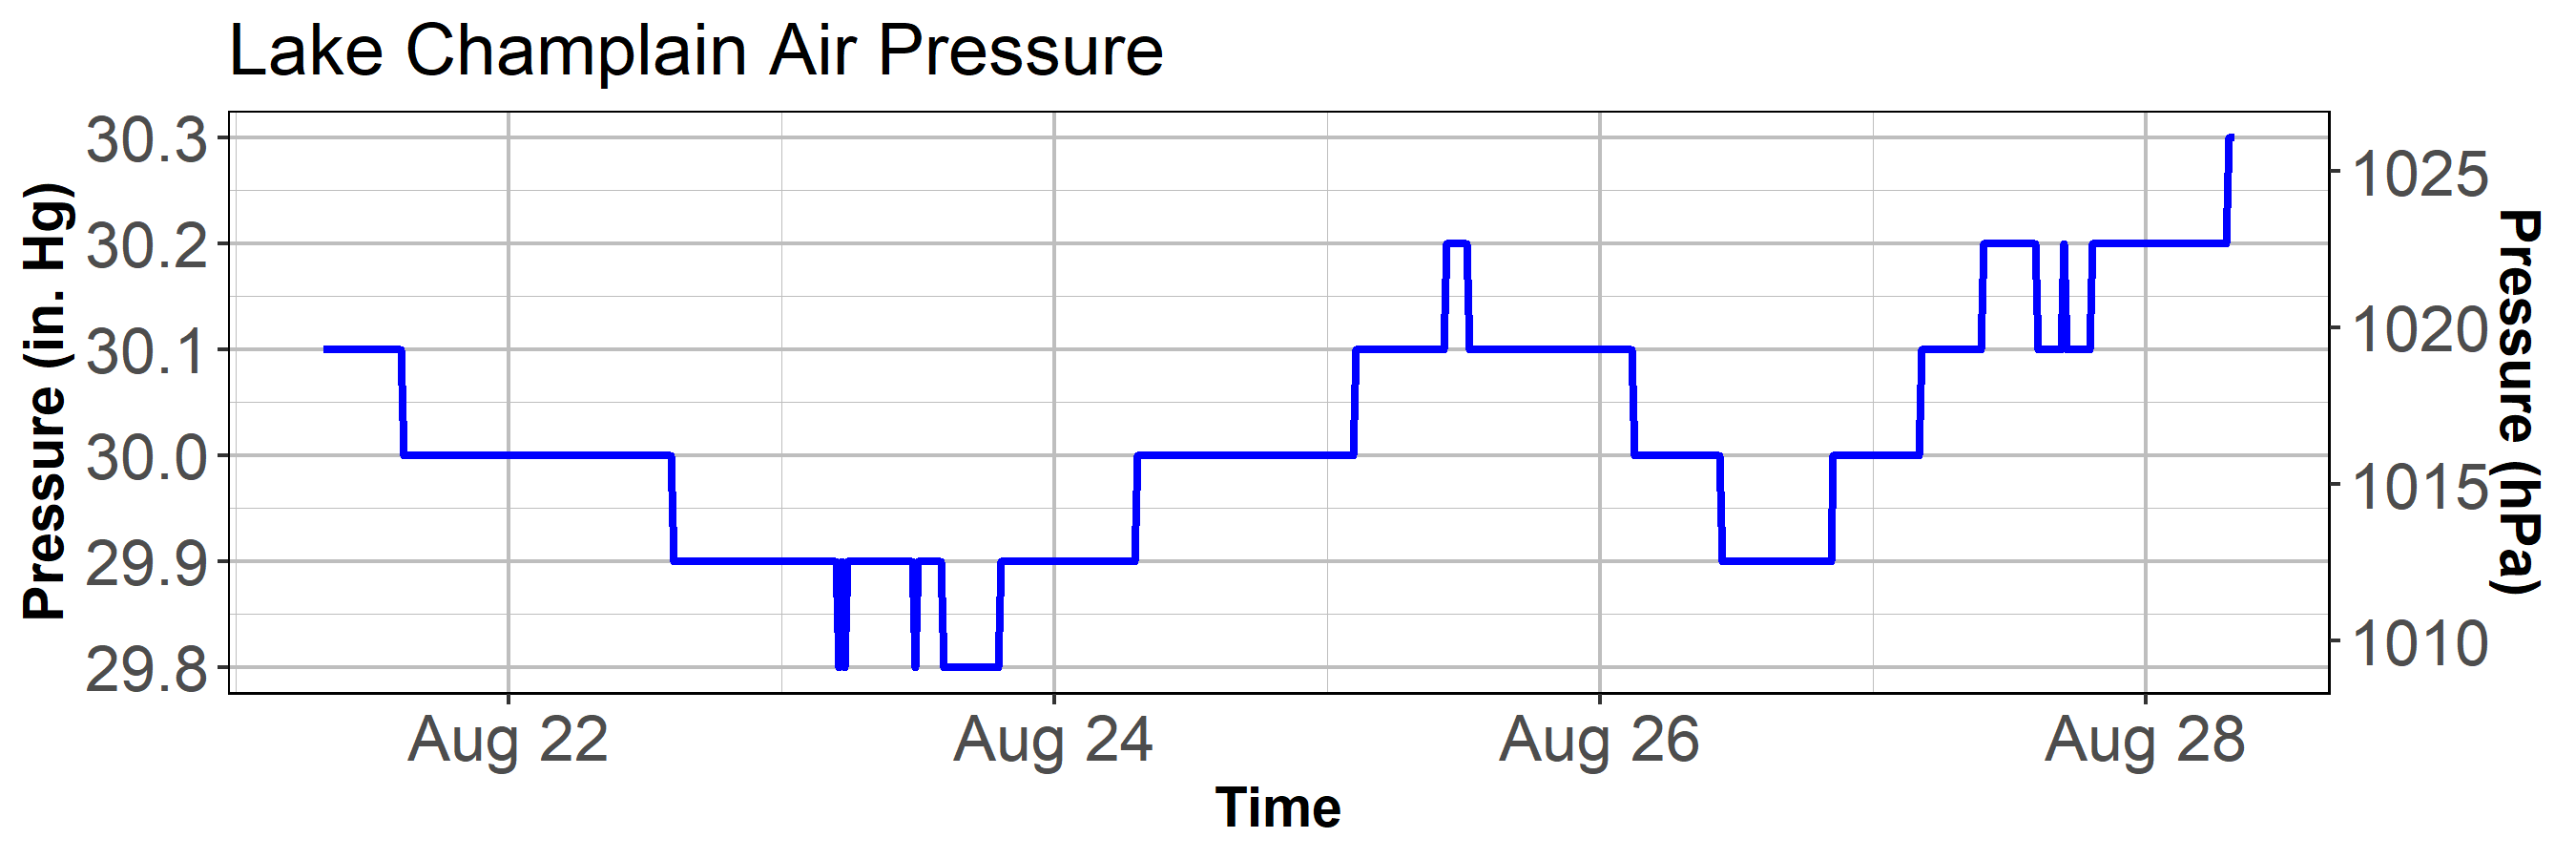 Lake Champlain Air Pressure
Pressure (in. Hg)
30.3
30.2
30.1
30.0
29.9
29.8
1025
1020
1015
1010
Pressure (hPa)
Aug 22
Aug 24
Aug 26
Aug 28
Time